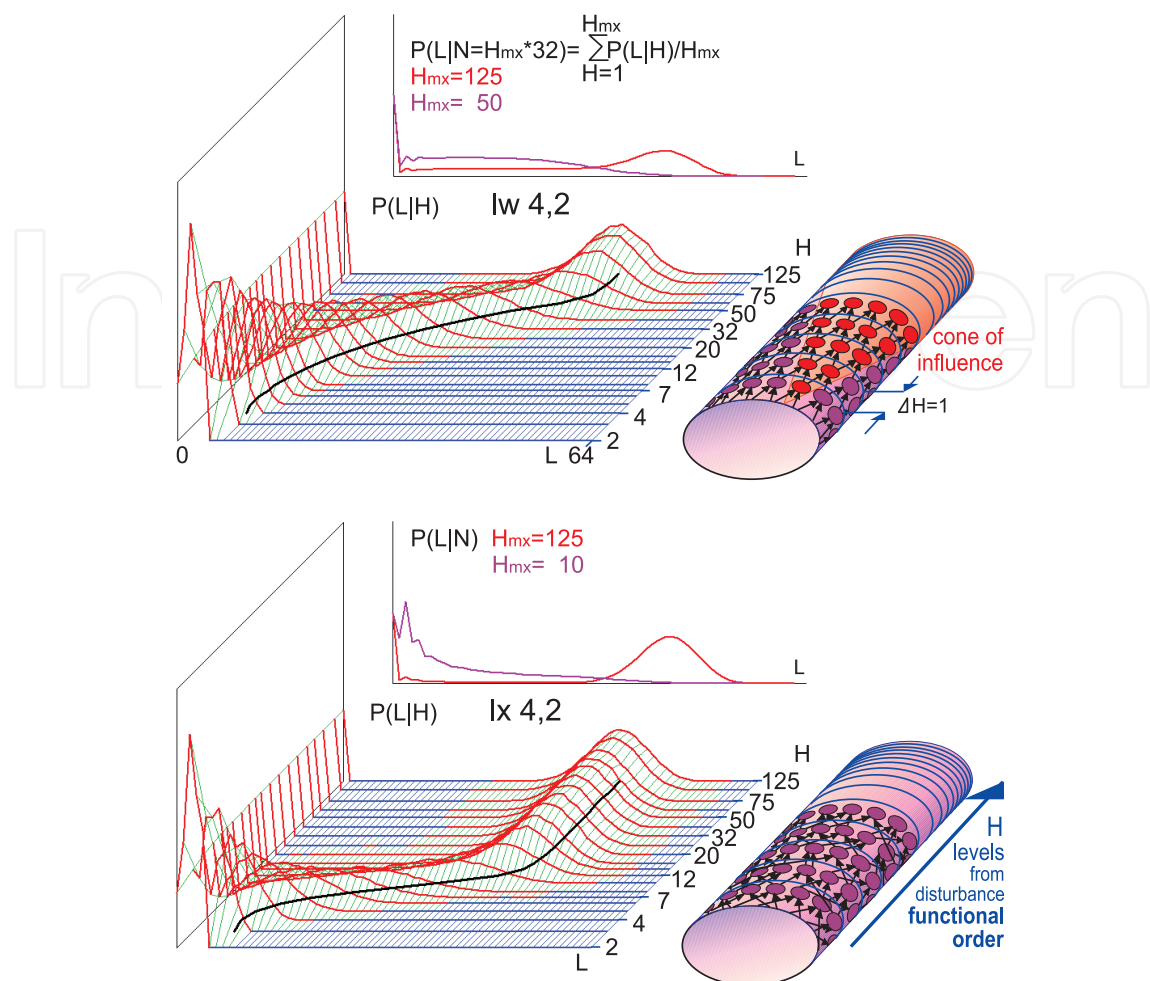 P(L|N=Hmx*32)= ∑P(L|H)/Hmx
Hmx
H=1
Hmx=125
Hmx= 50
L
P(L|H)
lw 4,2
H
125
75
50
32
20
12
7
4
2
0
L 64
cone of
influence
ΔH=1
P(L|N) Hmx=125
Hmx= 10
L
P(L|H)
lx 4,2
H
125
75
50
32
20
12
7
4
2
L
H
levels
from
disturbance
functional
order